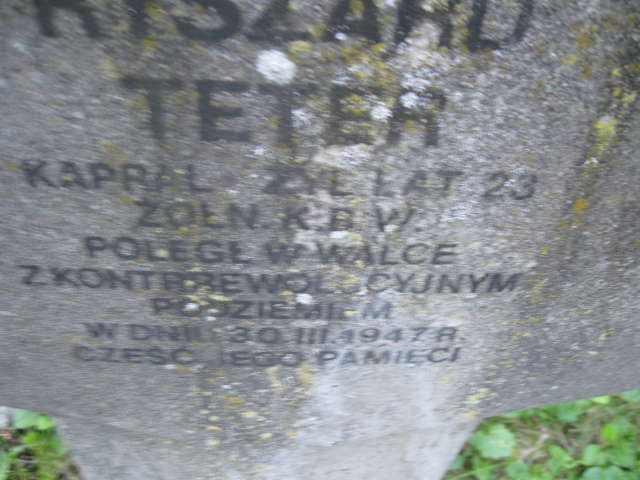 RYSZARD
TETER
KAPRAL ŻYŁ LAT 23
ŻOŁN. K.B.W.
POLEGŁ W WALCE
Z KONTRREWOLUCYJNYM
PODZIEMIEM
W DNIU 30.III.1947 R.
CZEŚĆ JEGO PAMIĘCI